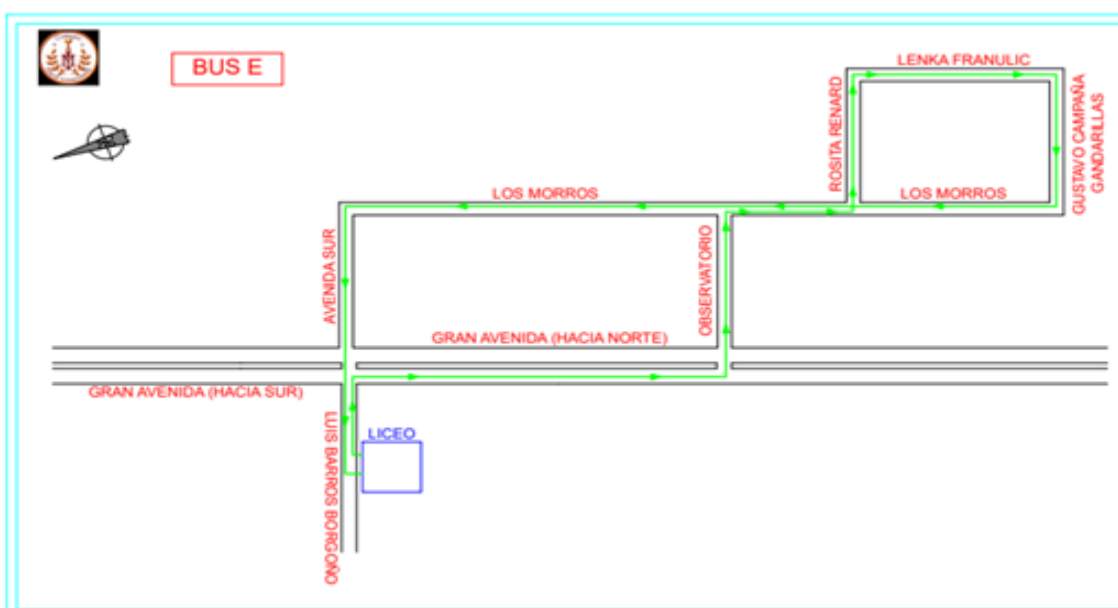 BUS E
LENKA FRANULIC
ROSITA RENARD
GUSTAVO CAMPAÑA
GANDARILLAS
LOS MORROS
LOS MORROS
AVENIDA SUR
OBSERVATORIO
GRAN AVENIDA (HACIA NORTE)
GRAN AVENIDA (HACIA SUR)
LUIS BARROS BORGOÑO
LICEO